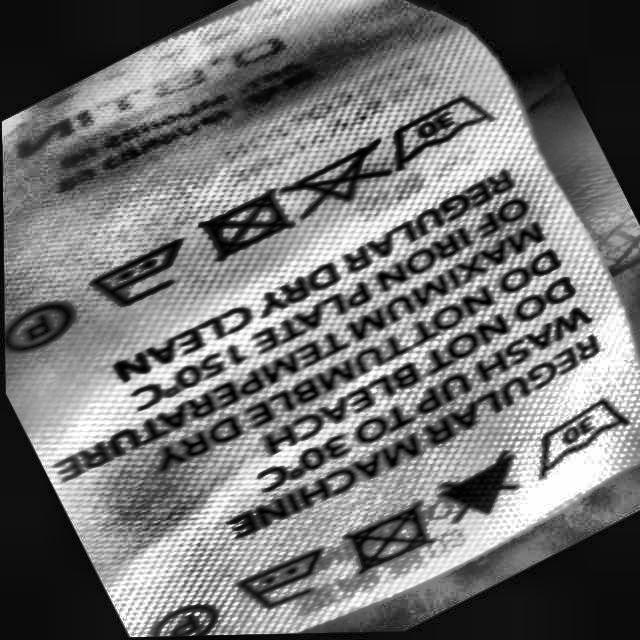 30 P
REGULAR MACHINE
WASH UP TO 30°C
DO NOT BLEACH
DO NOT TUMBLE DRY
MAXIMUM TEMPERATURE
OF IRON PLATE 150°C
REGULAR DRY CLEAN
30 P